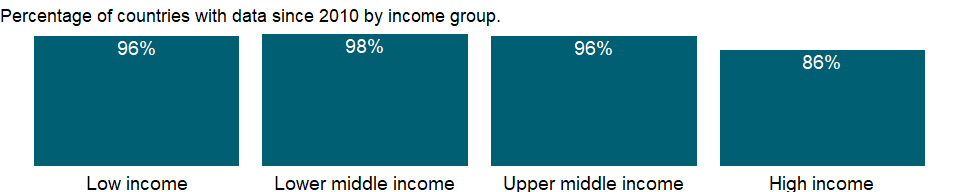 Percentage of countries with data since 2010 by income group.
96% 98% 96% 86%
Low income Lower middle income Upper middle income High income